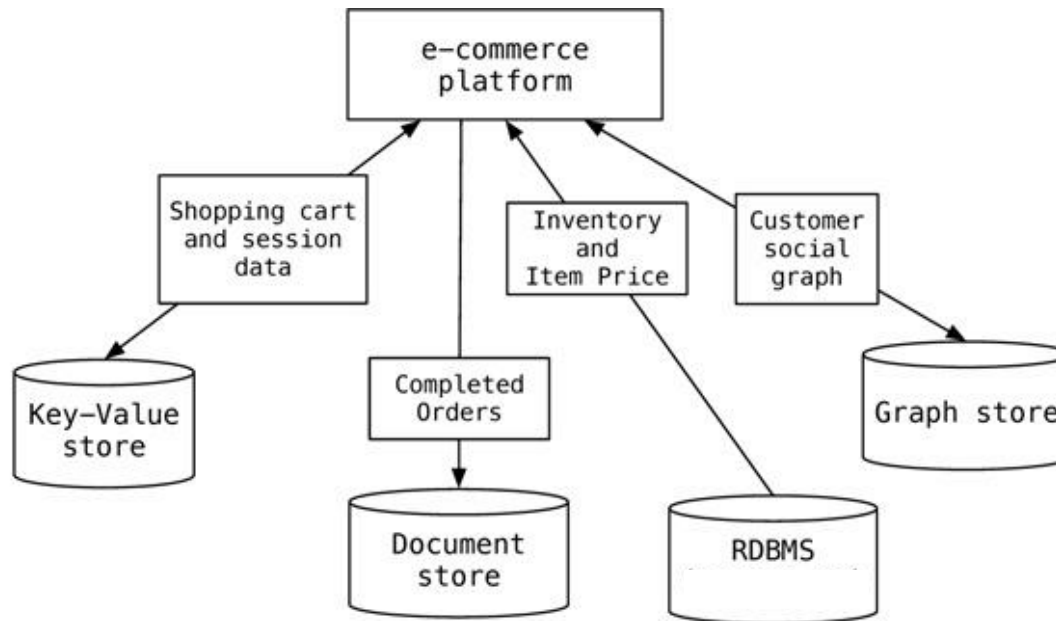 e-commerce
platform
Shopping cart
and session
data
Inventory
and
Item Price
Customer
social
graph
Key-Value
store
Completed
Orders
Graph store
Document
store
RDBMS